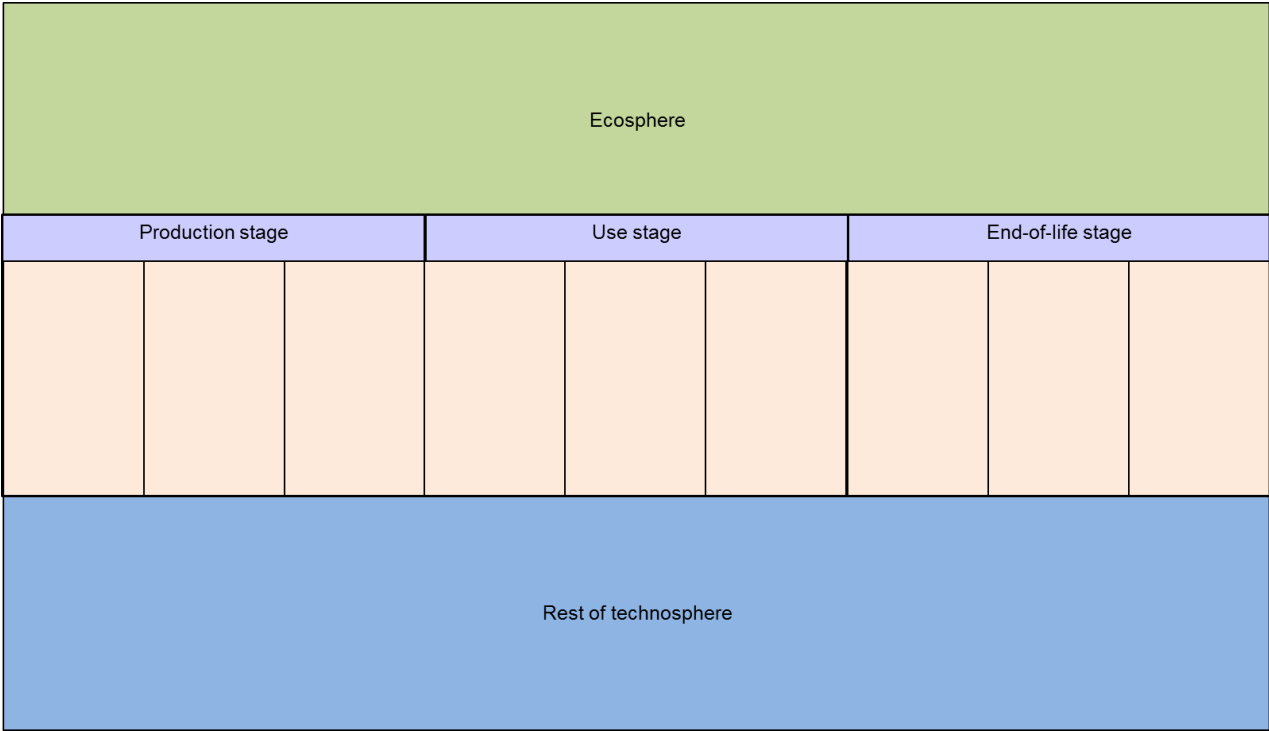 Ecosphere
Production stage
Use stage
End-of-life stage
Rest of technosphere